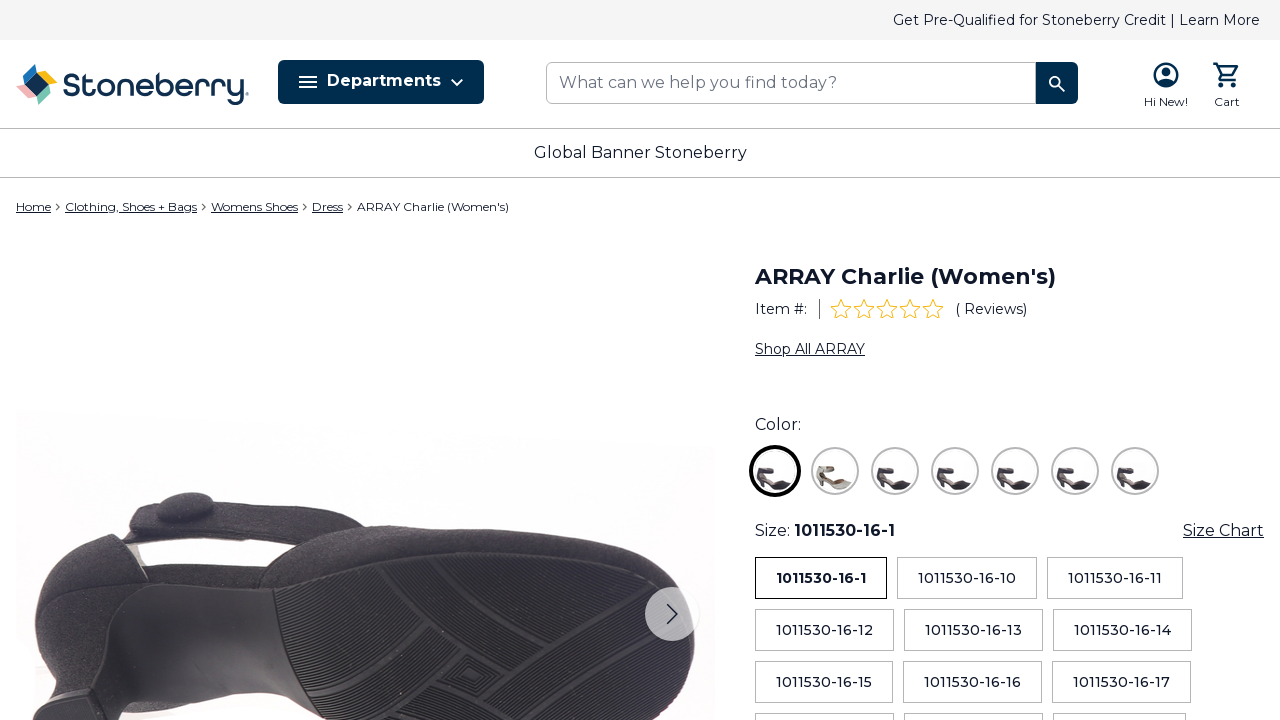 Get Pre-Qualified for Stoneberry Credit | Learn More
Stoneberry
Departments
What can we help you find today?
Hi New!
Cart
Global Banner Stoneberry
Home > Clothing, Shoes + Bags > Womens Shoes > Dress > ARRAY Charlie (Women's)
ARRAY Charlie (Women's)
Item #: ( Reviews)
Shop All ARRAY
Color:
Size: 1011530-16-1 Size Chart
1011530-16-1 1011530-16-10 1011530-16-11
1011530-16-12 1011530-16-13 1011530-16-14
1011530-16-15 1011530-16-16 1011530-16-17